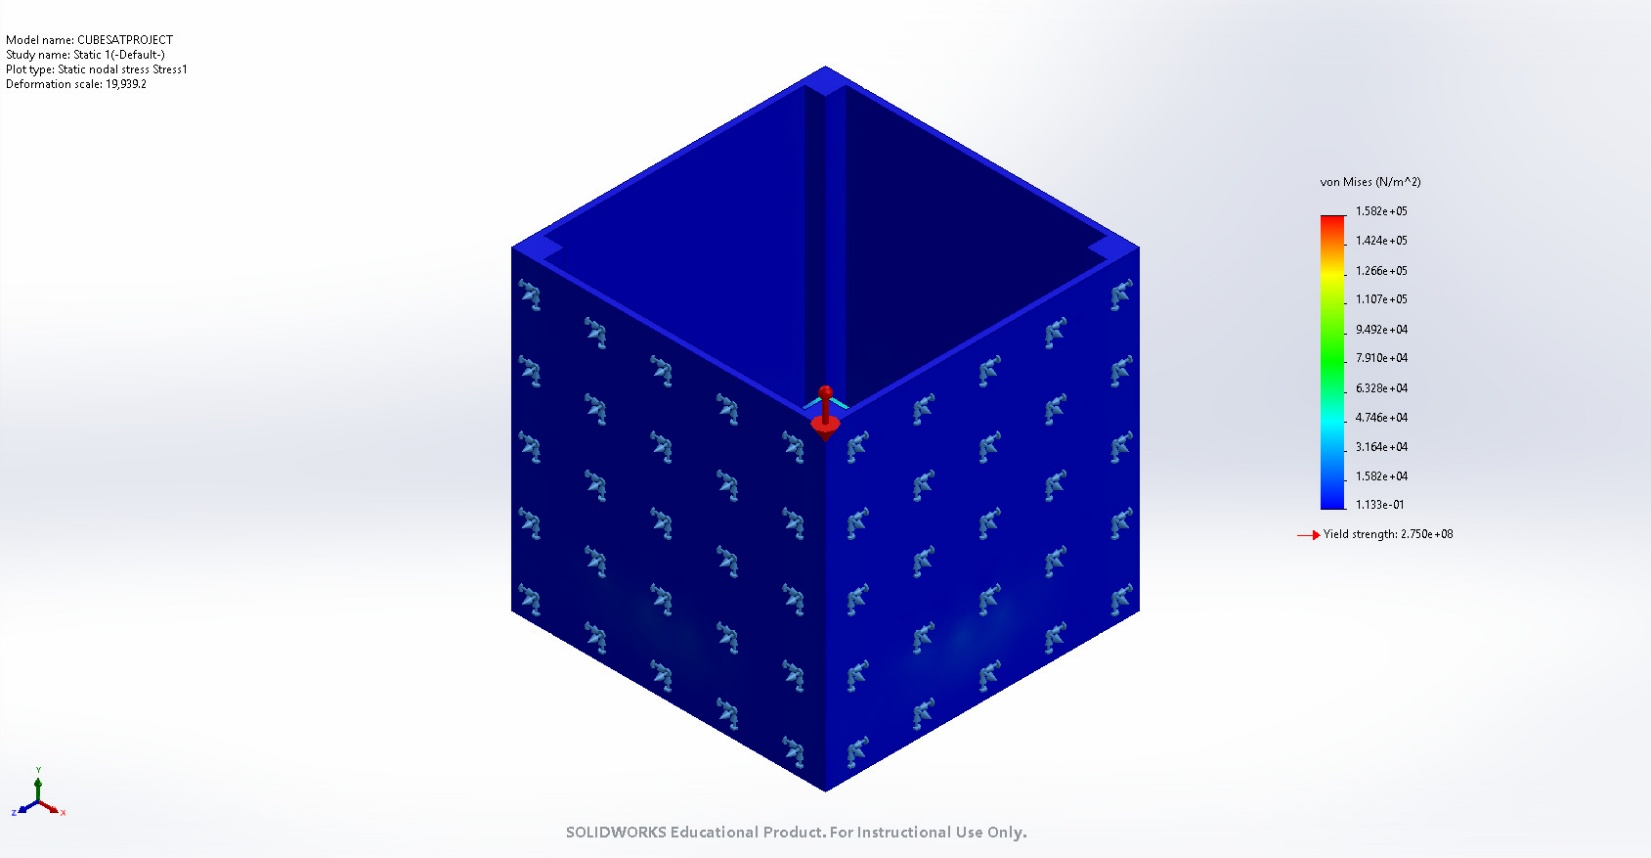 Model name: CUBESATPROJECT
Study name: Static 1(-Default-)
Plot type: Static nodal stress Stress1
Deformation scale: 19,939.2
von Mises (N/m^2)
1.582e+05
1.424e+05
1.266e+05
1.107e+05
9.492e+04
7.910e+04
6.328e+04
4.746e+04
3.164e+04
1.582e+04
1.133e-01
Yield strength: 2.750e+08
Y
Z
X
SOLIDWORKS Educational Product. For Instructional Use Only.